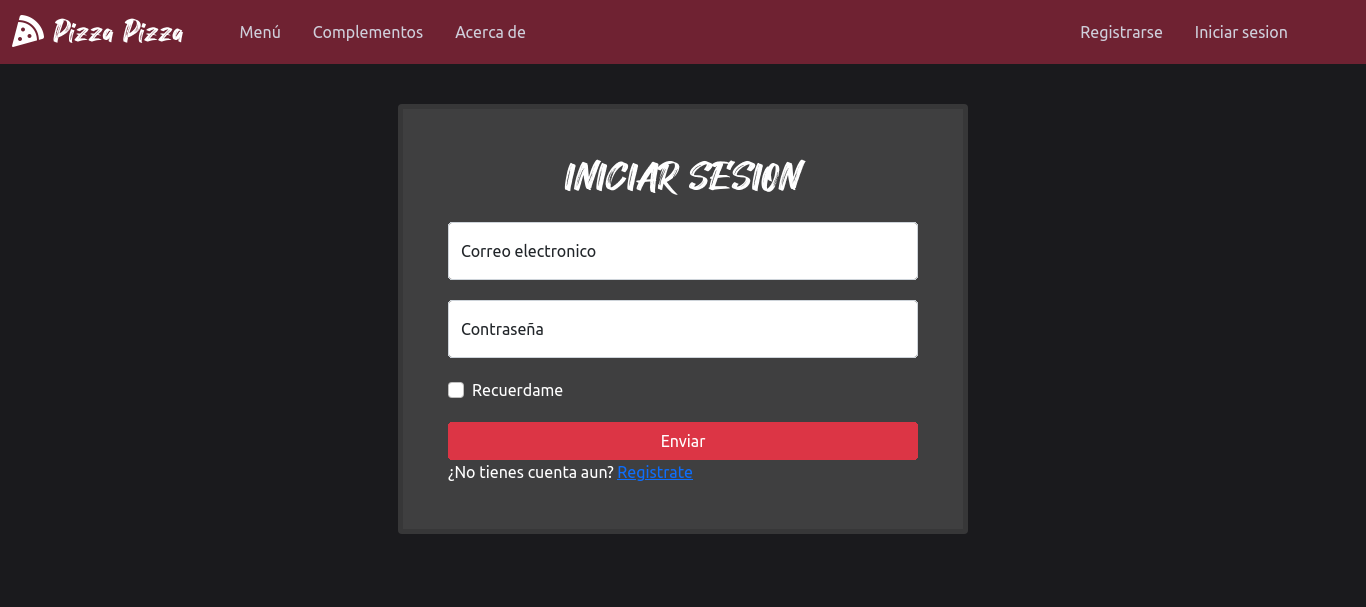 Pizza Pizza Menú Complementos Acerca de Registrarse Iniciar sesion
INICIAR SESION
Correo electronico
Contraseña
Recuerdame
Enviar
¿No tienes cuenta aun? Registrate